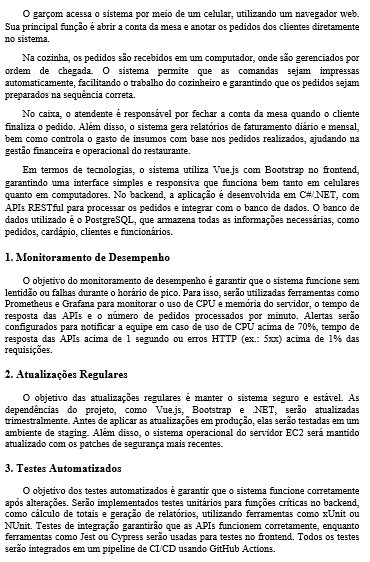 O garçom acessa o sistema por meio de um celular, utilizando um navegador web.
Sua principal função é abrir a conta da mesa e anotar os pedidos dos clientes diretamente
no sistema.
Na cozinha, os pedidos são recebidos em um computador, onde são gerenciados por
ordem de chegada. O sistema permite que as comandas sejam impressas
automaticamente, facilitando o trabalho do cozinheiro e garantindo que os pedidos sejam
preparados na sequência correta.
No caixa, o atendente é responsável por fechar a conta da mesa quando o cliente
finaliza o pedido. Além disso, o sistema gera relatórios de faturamento diário e mensal,
bem como controla o gasto de insumos com base nos pedidos realizados, ajudando na
gestão financeira e operacional do restaurante.
Em termos de tecnologias, o sistema utiliza Vue.js com Bootstrap no frontend,
garantindo uma interface simples e responsiva que funciona bem tanto em celulares
quanto em computadores. No backend, a aplicação é desenvolvida em C#/.NET, com
APIs RESTful para processar os pedidos e integrar com o banco de dados. O banco de
dados utilizado é o PostgreSQL, que armazena todas as informações necessárias, como
pedidos, cardápio, clientes e funcionários.
1. Monitoramento de Desempenho
O objetivo do monitoramento de desempenho é garantir que o sistema funcione sem
lentidão ou falhas durante o horário de pico. Para isso, serão utilizadas ferramentas como
Prometheus e Grafana para monitorar o uso de CPU e memória do servidor, o tempo de
resposta das APIs e o número de pedidos processados por minuto. Alertas serão
configurados para notificar a equipe em caso de uso de CPU acima de 70%, tempo de
resposta das APIs acima de 1 segundo ou erros HTTP (ex.: 5xx) acima de 1% das
requisições.
2. Atualizações Regulares
O objetivo das atualizações regulares é manter o sistema seguro e estável. As
dependências do projeto, como Vue.js, Bootstrap e .NET, serão atualizadas
trimestralmente. Antes de aplicar as atualizações em produção, elas serão testadas em um
ambiente de staging. Além disso, o sistema operacional do servidor EC2 será mantido
atualizado com os patches de segurança mais recentes.
3. Testes Automatizados
O objetivo dos testes automatizados é garantir que o sistema funcione corretamente
após alterações. Serão implementados testes unitários para funções críticas no backend,
como cálculo de totais e geração de relatórios, utilizando ferramentas como xUnit ou
NUnit. Testes de integração garantirão que as APIs funcionem corretamente, enquanto
ferramentas como Jest ou Cypress serão usadas para testes no frontend. Todos os testes
serão integrados em um pipeline de CI/CD usando GitHub Actions.